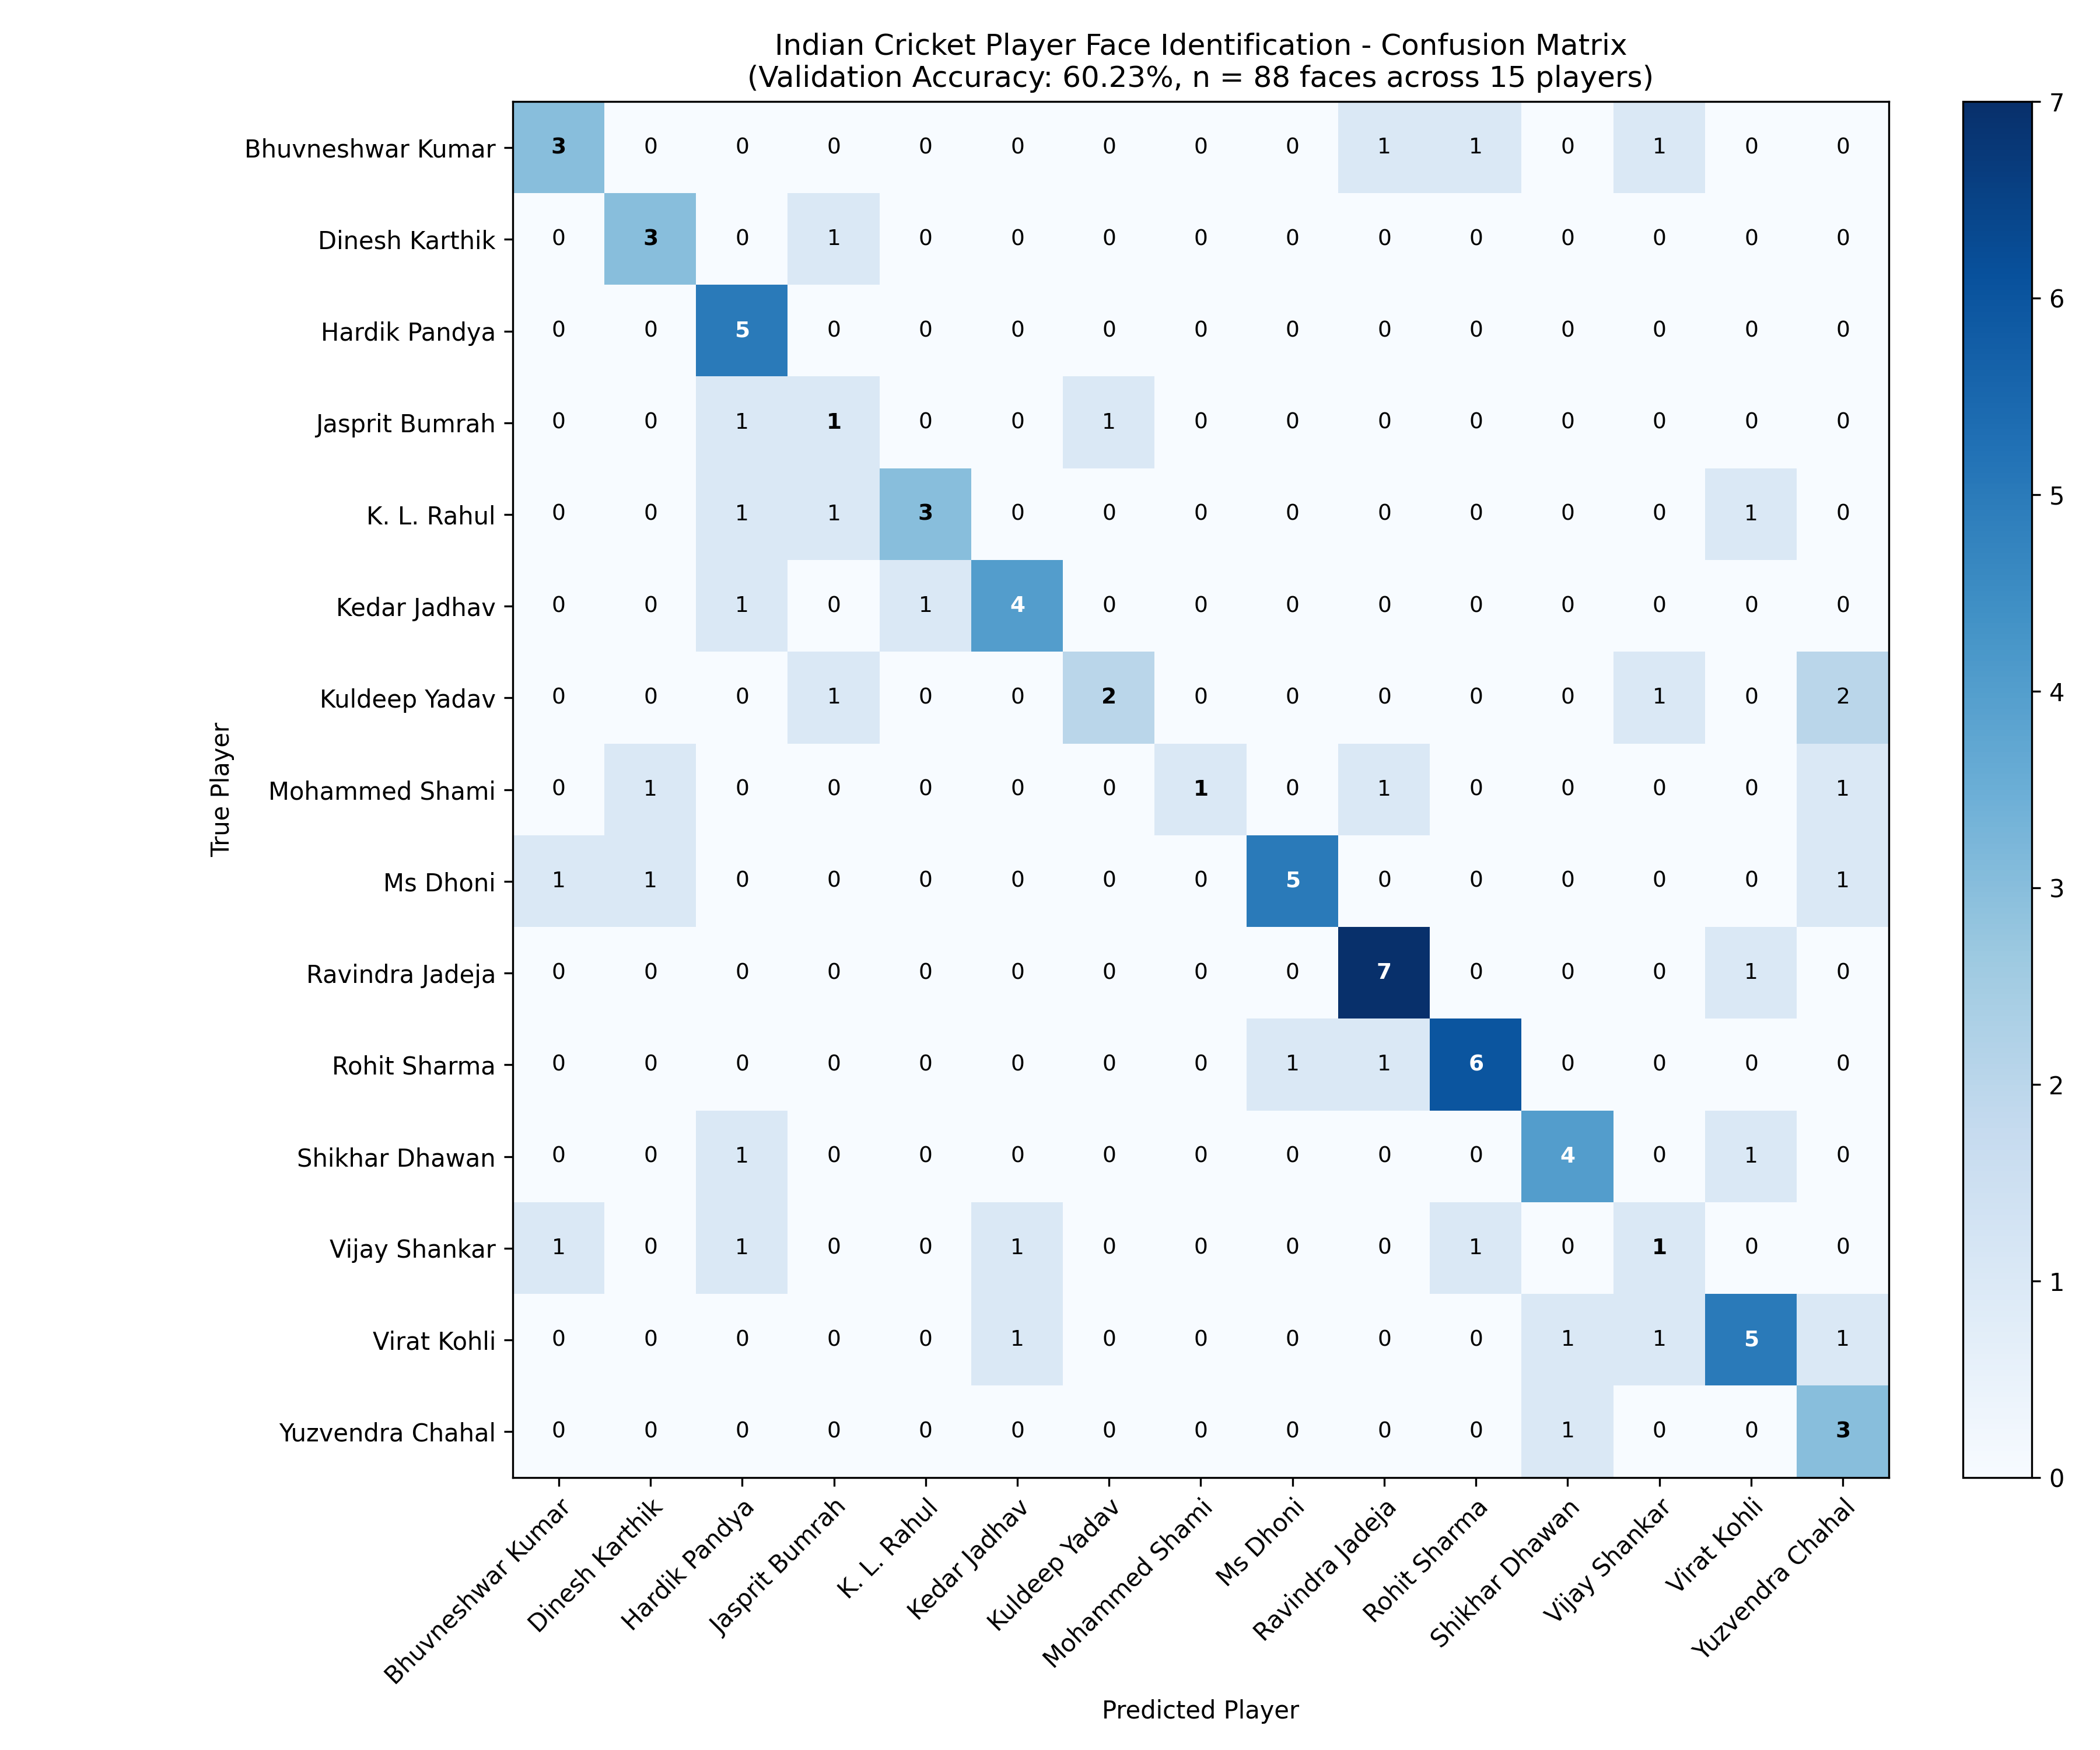 Indian Cricket Player Face Identification - Confusion Matrix
(Validation Accuracy: 60.23%, n = 88 faces across 15 players)
True Player
Bhuvneshwar Kumar 3 0 0 0 0 0 0 0 0 1 1 0 1 0 0
Dinesh Karthik 0 3 0 1 0 0 0 0 0 0 0 0 0 0 0
Hardik Pandya 0 0 5 0 0 0 0 0 0 0 0 0 0 0 0
Jasprit Bumrah 0 0 1 1 0 0 1 0 0 0 0 0 0 0 0
K. L. Rahul 0 0 1 1 3 0 0 0 0 0 0 0 0 1 0
Kedar Jadhav 0 0 1 0 1 4 0 0 0 0 0 0 0 0 0
Kuldeep Yadav 0 0 0 1 0 0 2 0 0 0 0 0 1 0 2
Mohammed Shami 0 1 0 0 0 0 0 1 0 1 0 0 0 0 1
Ms Dhoni 1 1 0 0 0 0 0 0 5 0 0 0 0 0 1
Ravindra Jadeja 0 0 0 0 0 0 0 0 0 7 0 0 0 1 0
Rohit Sharma 0 0 0 0 0 0 0 0 1 1 6 0 0 0 0
Shikhar Dhawan 0 0 1 0 0 0 0 0 0 0 0 4 0 1 0
Vijay Shankar 1 0 1 0 0 1 0 0 0 0 1 0 1 0 0
Virat Kohli 0 0 0 0 0 1 0 0 0 0 0 1 1 5 1
Yuzvendra Chahal 0 0 0 0 0 0 0 0 0 0 0 1 0 0 3
Bhuvneshwar Kumar
Dinesh Karthik
Hardik Pandya
Jasprit Bumrah
K. L. Rahul
Kedar Jadhav
Kuldeep Yadav
Mohammed Shami
Ms Dhoni
Ravindra Jadeja
Rohit Sharma
Shikhar Dhawan
Vijay Shankar
Virat Kohli
Yuzvendra Chahal
Predicted Player
7
6
5
4
3
2
1
0